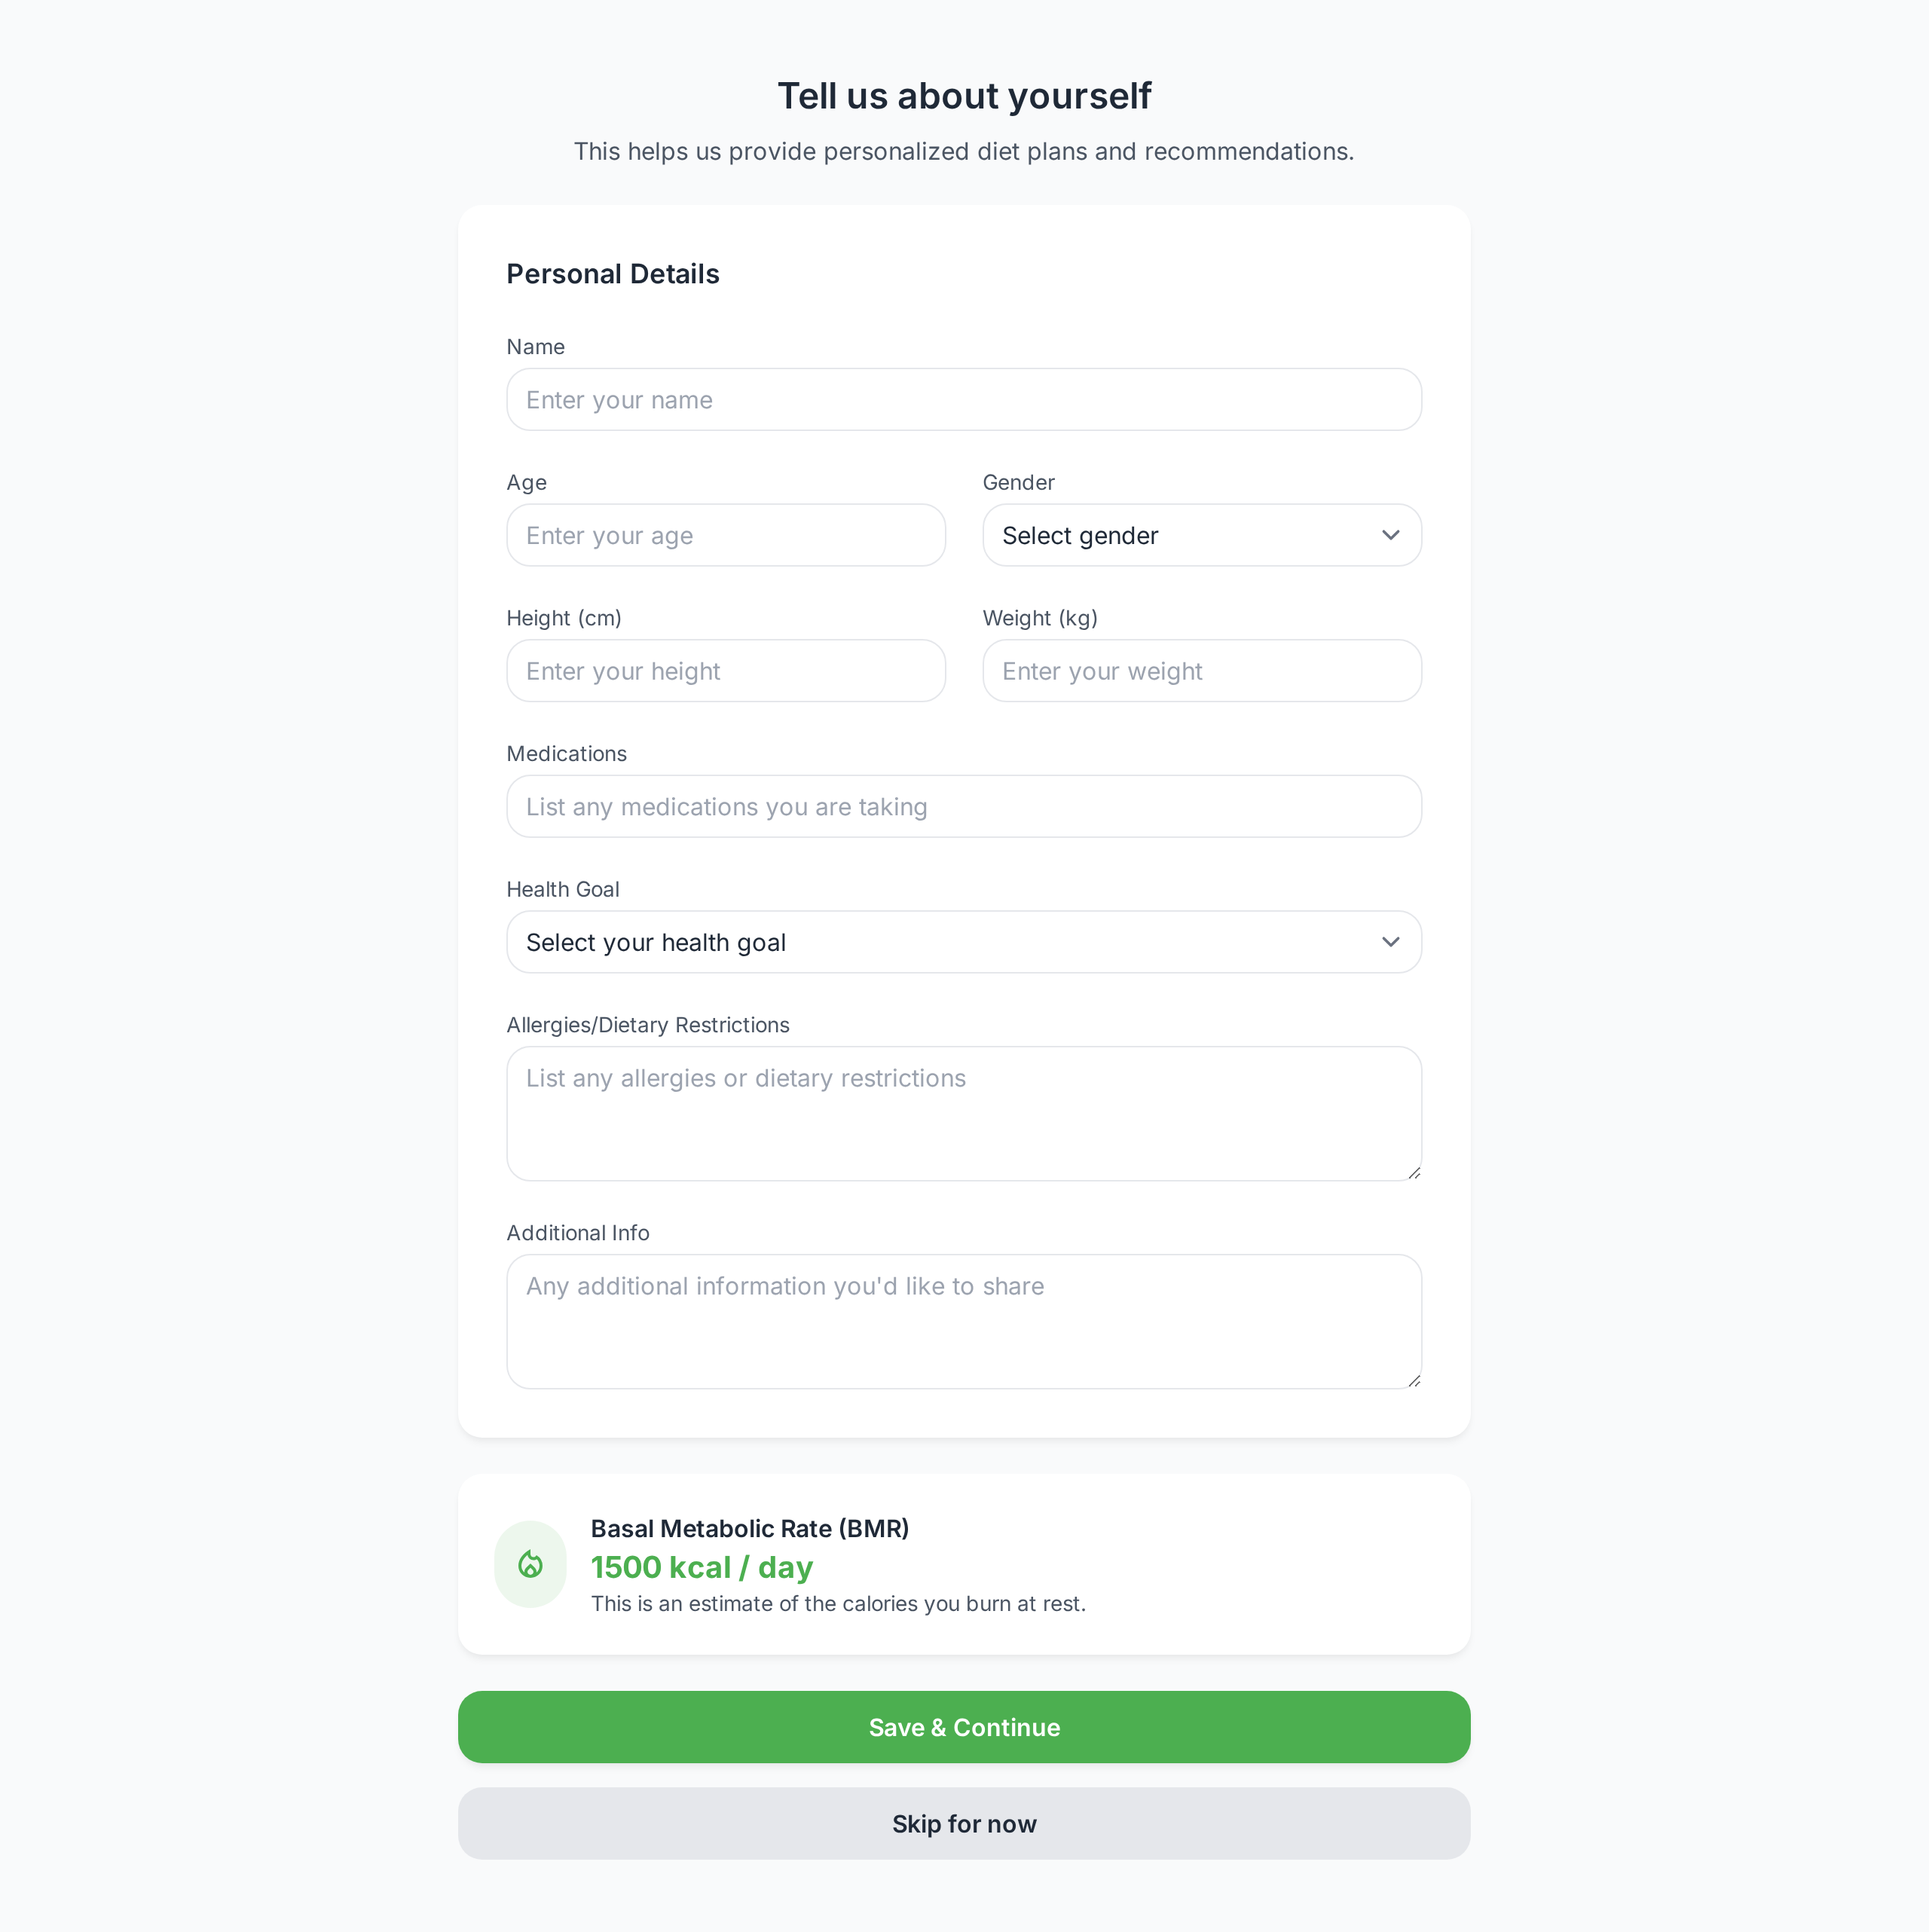 Tell us about yourself
This helps us provide personalized diet plans and recommendations.
Personal Details
Name
Enter your name
Age
Gender
Enter your age
Select gender
Height (cm)
Weight (kg)
Enter your height
Enter your weight
Medications
List any medications you are taking
Health Goal
Select your health goal
Allergies/Dietary Restrictions
List any allergies or dietary restrictions
Additional Info
Any additional information you'd like to share
Basal Metabolic Rate (BMR)
1500 kcal / day
This is an estimate of the calories you burn at rest.
Save & Continue
Skip for now